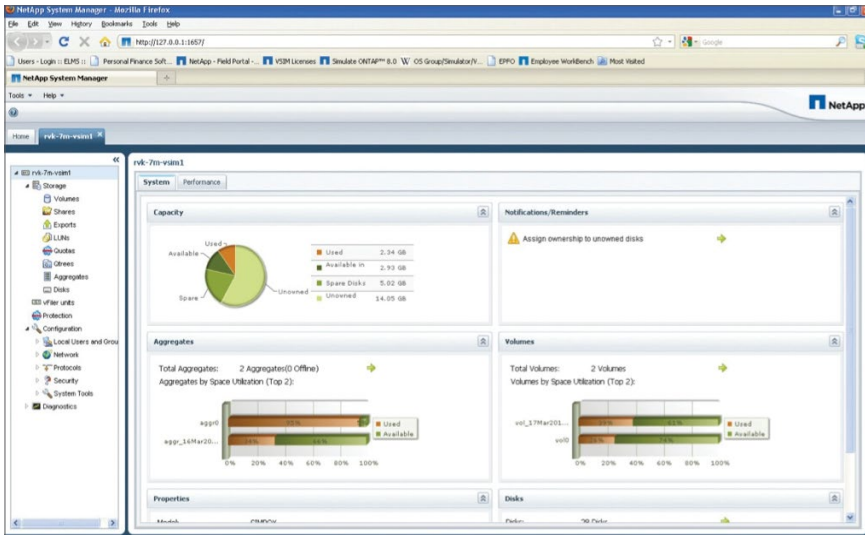 NetApp System Manager - Mozilla Firefox
File Edit View History Bookmarks Tools Help
http://127.0.0.1:1657/
Google
Users - Login :: ELMS :: Personal Finance Soft... NetApp - Field Portal -... VSIM Licenses Simulate ONTAP™ 8.0 OS Group/Simulator/V... EPFO Employee WorkBench Most Visited
NetApp System Manager
Tools Help
NetApp
Home rvk-7m-vsim1
rvk-7m-vsim1
rvk-7m-vsim1
Storage
Volumes
Shares
Exports
LUNs
Quotas
Qtrees
Aggregates
Disks
vFiler units
Protection
Configuration
Local Users and Grou
Network
Protocols
Security
System Tools
Diagnostics
System Performance
Capacity
Used
Available
Spare
Unowned
Used 2.34 GB
Available in 2.93 GB
Spare Disks 5.02 GB
Unowned 14.05 GB
Notifications/Reminders
Assign ownership to unowned disks
Aggregates
Total Aggregates: 2 Aggregates(0 Offline)
Aggregates by Space Utilization (Top 2):
aggr0
95%
aggr_16Mar20...
Used
Available
0% 20% 40% 60% 80% 100%
Volumes
Total Volumes: 2 Volumes
Volumes by Space Utilization (Top 2):
vol_17Mar201...
vol0
Used
Available
0% 20% 40% 60% 80% 100%
Properties
Disks